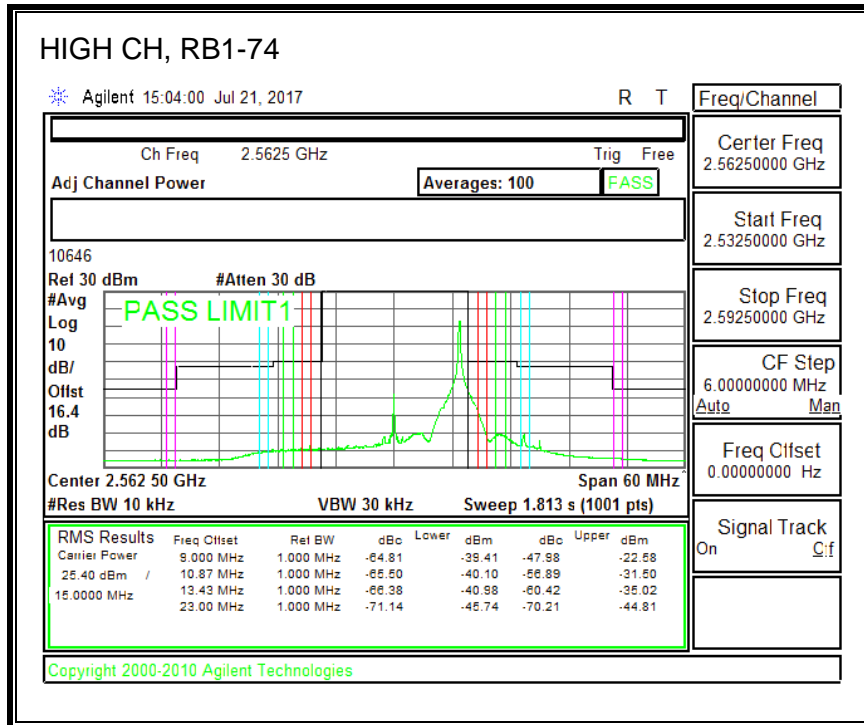 HIGH CH, RB1-74
Agilent 15:04:00 Jul 21, 2017 R T
Freq/Channel
Ch Freq 2.5625 GHz Trig Free
Adj Channel Power Averages: 100 PASS
Center Freq
2.56250000 GHz
Start Freq
2.53250000 GHz
Stop Freq
2.59250000 GHz
CF Step
6.00000000 MHz
Auto Man
Freq Offset
0.00000000 Hz
Signal Track
On Off
10646
Ref 30 dBm #Atten 30 dB
#Avg
Log
10
dB/
Offst
16.4
dB
PASS LIMIT1
Center 2.562 50 GHz Span 60 MHz
#Res BW 10 kHz VBW 30 kHz Sweep 1.813 s (1001 pts)
RMS Results Freq Offset Ref BW dBc Lower dBm dBc Upper dBm
Carrier Power 9.000 MHz 1.000 MHz -64.81 -39.41 -47.98 -22.58
25.40 dBm / 10.87 MHz 1.000 MHz -65.50 -40.10 -56.89 -31.50
15.0000 MHz 13.43 MHz 1.000 MHz -66.38 -40.98 -60.42 -35.02
23.00 MHz 1.000 MHz -71.14 -45.74 -70.21 -44.81
Copyright 2000-2010 Agilent Technologies